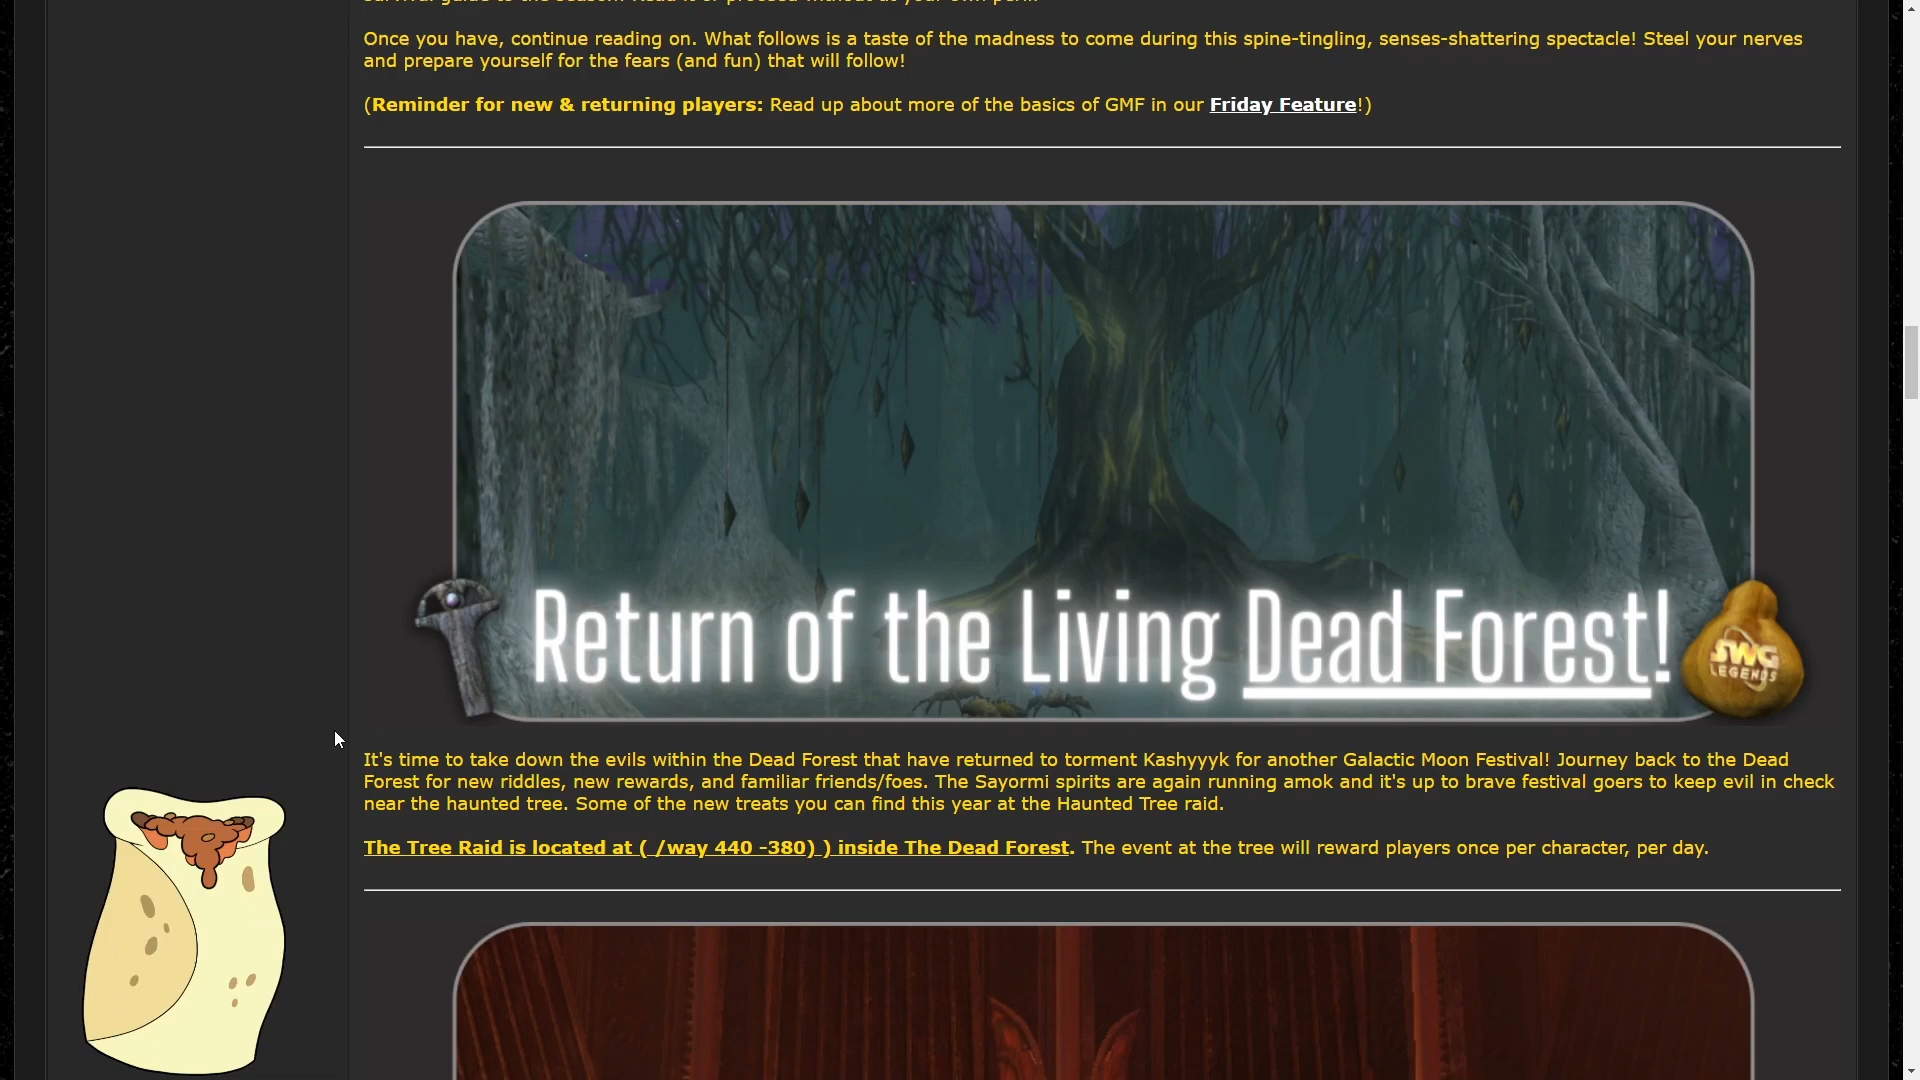 Once you have, continue reading on. What follows is a taste of the madness to come during this spine-tingling, senses-shattering spectacle! Steel your nerves
and prepare yourself for the fears (and fun) that will follow!
(Reminder for new & returning players: Read up about more of the basics of GMF in our Friday Feature!)
Return of the Living Dead Forest!
SWG
LEGENDS
It's time to take down the evils within the Dead Forest that have returned to torment Kashyyyk for another Galactic Moon Festival! Journey back to the Dead
Forest for new riddles, new rewards, and familiar friends/foes. The Sayormi spirits are again running amok and it's up to brave festival goers to keep evil in check
near the haunted tree. Some of the new treats you can find this year at the Haunted Tree raid.
The Tree Raid is located at ( /way 440 -380) ) inside The Dead Forest. The event at the tree will reward players once per character, per day.